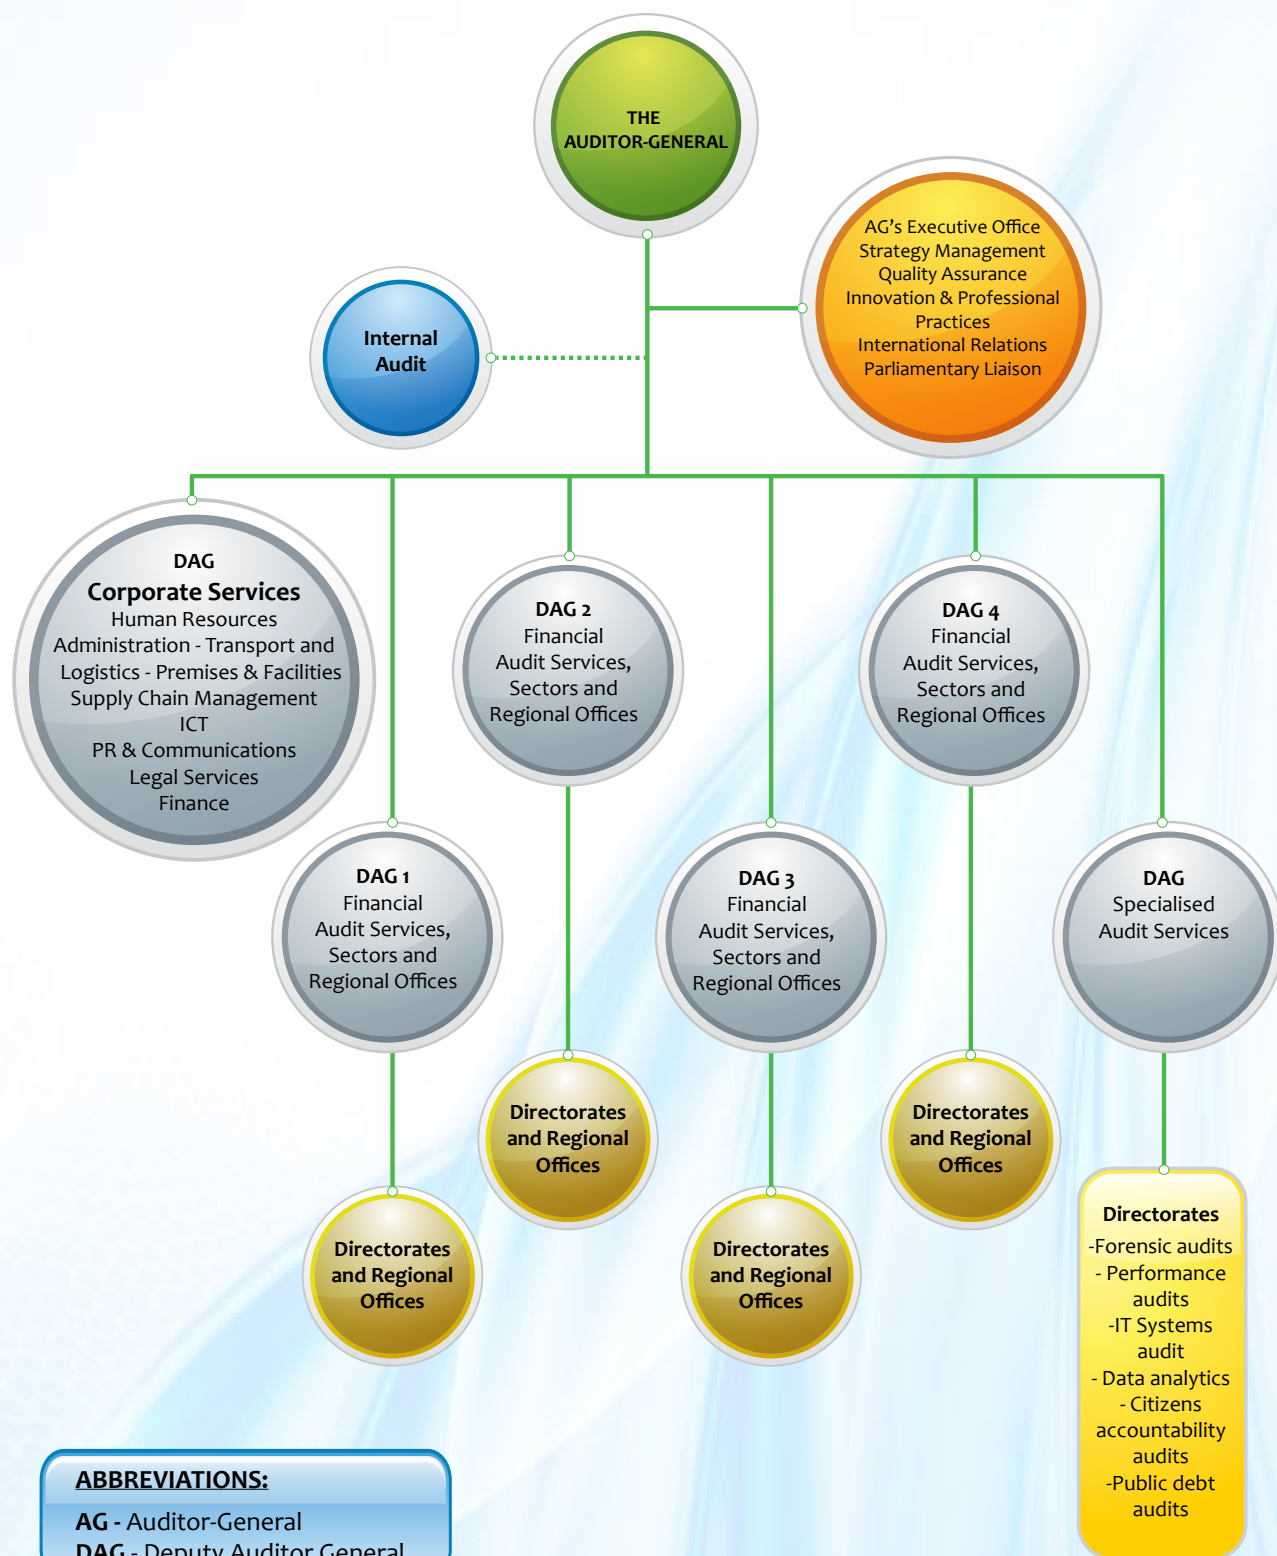 THE
AUDITOR-GENERAL
AG's Executive Office
Strategy Management
Quality Assurance
Innovation & Professional
Practices
International Relations
Parliamentary Liaison
Internal
Audit
DAG
Corporate Services
Human Resources
Administration - Transport and
Logistics - Premises & Facilities
Supply Chain Management
ICT
PR & Communications
Legal Services
Finance
DAG 2
Financial
Audit Services,
Sectors and
Regional Offices
DAG 4
Financial
Audit Services,
Sectors and
Regional Offices
DAG 1
Financial
Audit Services,
Sectors and
Regional Offices
DAG 3
Financial
Audit Services,
Sectors and
Regional Offices
DAG
Specialised
Audit Services
Directorates
and Regional
Offices
Directorates
and Regional
Offices
Directorates
and Regional
Offices
Directorates
and Regional
Offices
Directorates
-Forensic audits
- Performance
audits
-IT Systems
audit
- Data analytics
- Citizens
accountability
audits
-Public debt
audits
ABBREVIATIONS:
AG - Auditor-General
DAG - Deputy Auditor General